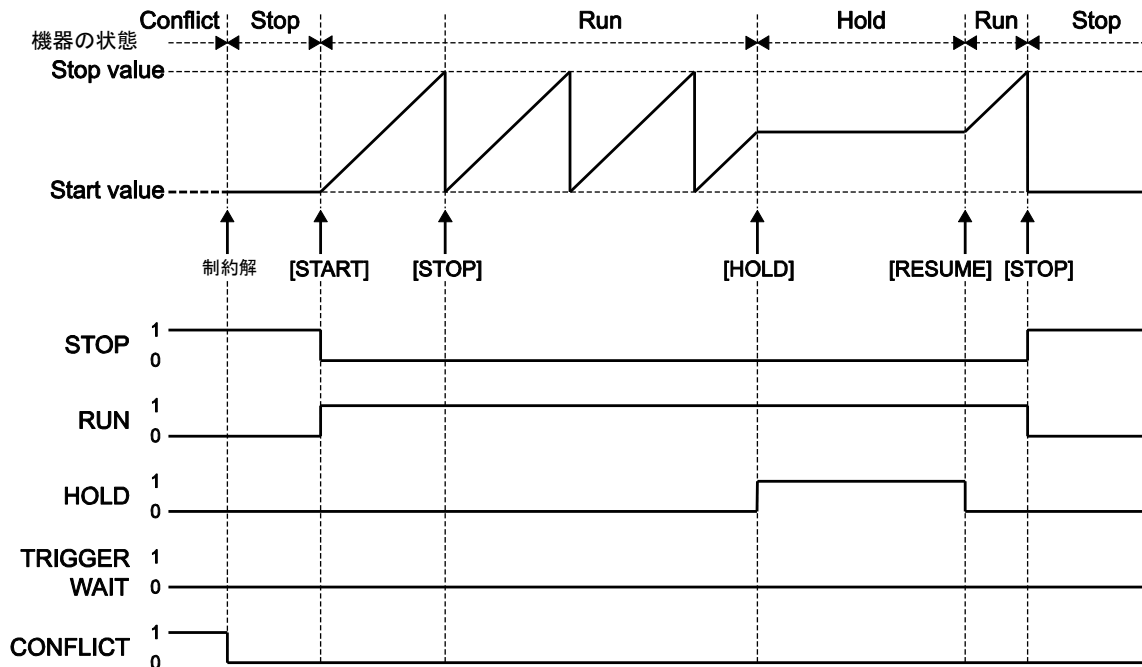 Conflict Stop Run Hold Run Stop
機器の状態
Stop value
Start value
制約解 [START] [STOP] [HOLD] [RESUME] [STOP]
1
STOP
0
1
RUN
0
1
HOLD
0
TRIGGER 1
WAIT 0
1
CONFLICT
0